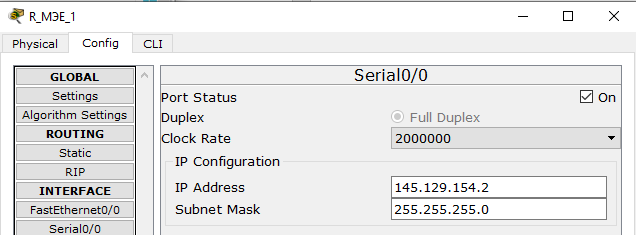 R_МЭЕ_1
Physical Config CLI
GLOBAL
Settings
Algorithm Settings
ROUTING
Static
RIP
INTERFACE
FastEthernet0/0
Serial0/0
Serial0/0
Port Status On
Duplex Full Duplex
Clock Rate 2000000
IP Configuration
IP Address 145.129.154.2
Subnet Mask 255.255.255.0